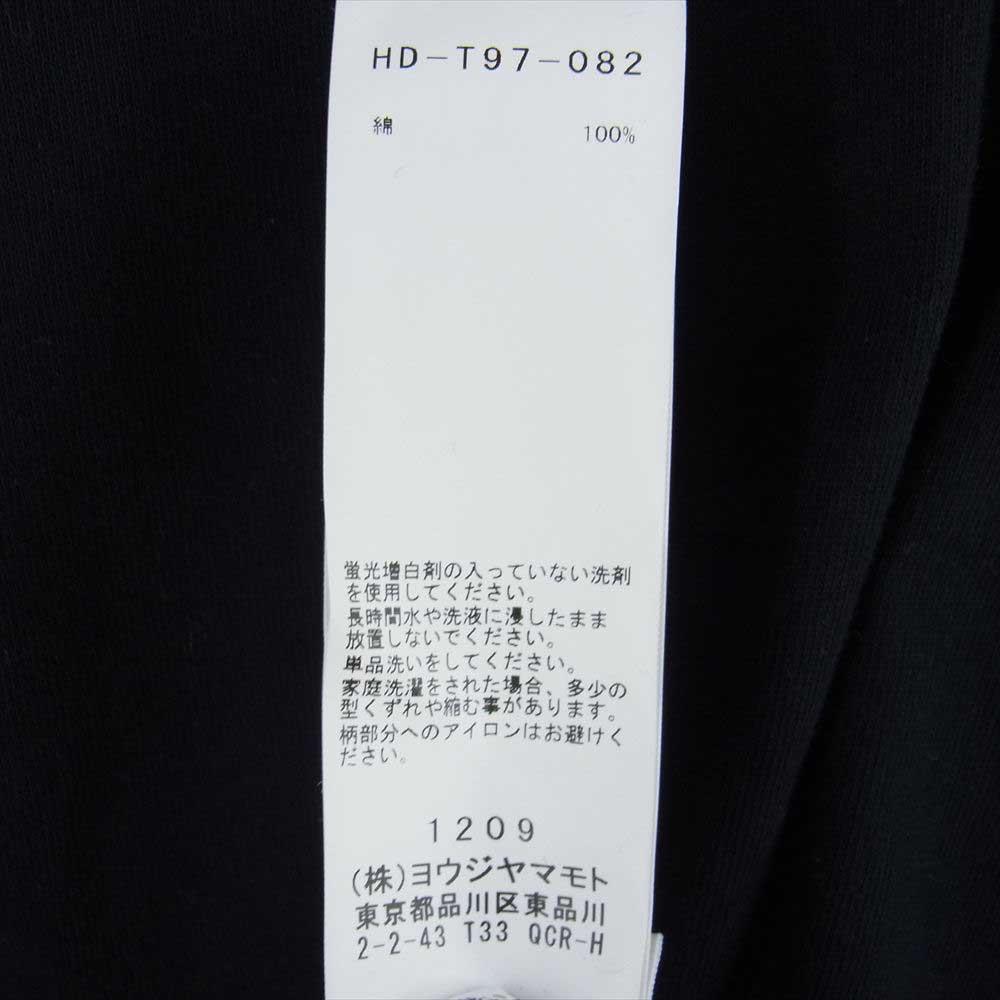 HD-T97-082
綿 100%
蛍光増白剤の入っていない洗剤
を使用してください。
長時間水や洗液に浸したまま
放置しないでください。
単品洗いをしてください。
家庭洗濯をされた場合、多少の
型くずれや縮む事があります。
柄部分へのアイロンはお避けく
ださい。
1209
(株)ヨウジヤマモト
東京都品川区東品川
2-2-43 T33 QCR-H